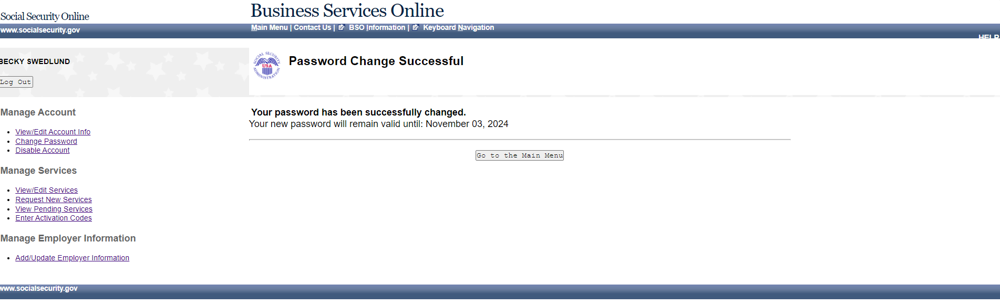 Social Security Online
Business Services Online
www.socialsecurity.gov
Main Menu | Contact Us | BSO Information | Keyboard Navigation
HELP
BECKY SWEDLUND
Log Out
SOCIAL SECURITY ADMINISTRATION
USA
Password Change Successful
Manage Account
View/Edit Account Info
Change Password
Disable Account
Manage Services
View/Edit Services
Request New Services
View Pending Services
Enter Activation Codes
Manage Employer Information
Add/Update Employer Information
Your password has been successfully changed.
Your new password will remain valid until: November 03, 2024
Go to the Main Menu
www.socialsecurity.gov